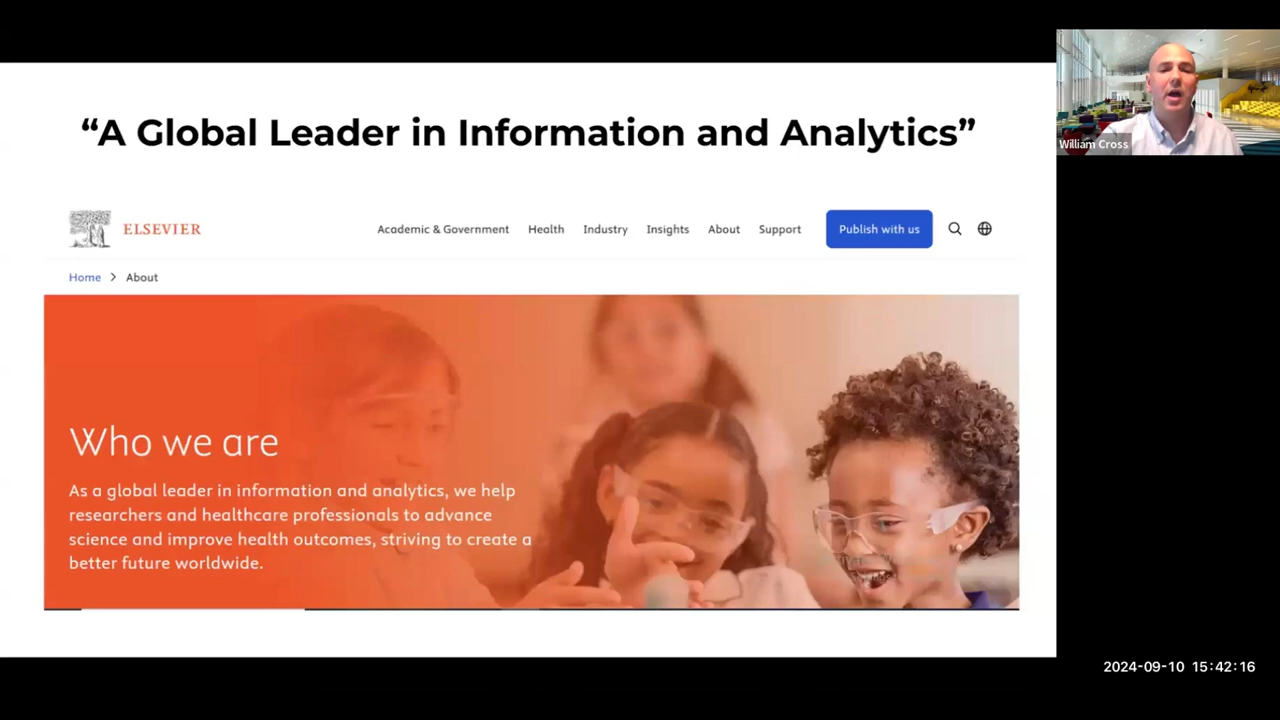 “A Global Leader in Information and Analytics”
ELSEVIER
Academic & Government Health Industry Insights About Support Publish with us
Home > About
Who we are
As a global leader in information and analytics, we help
researchers and healthcare professionals to advance
science and improve health outcomes, striving to create a
better future worldwide.
William Cross
2024-09-10 15:42:16